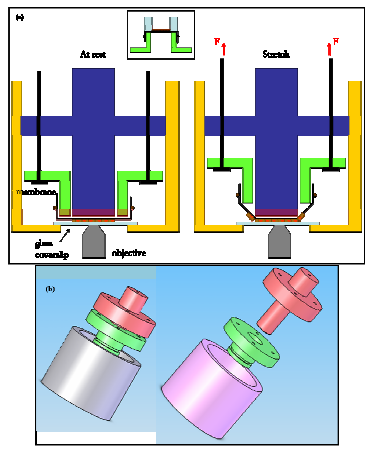 (a)
At rest
Stretch
F
F
membrane
glass
coverslip
objective
(b)